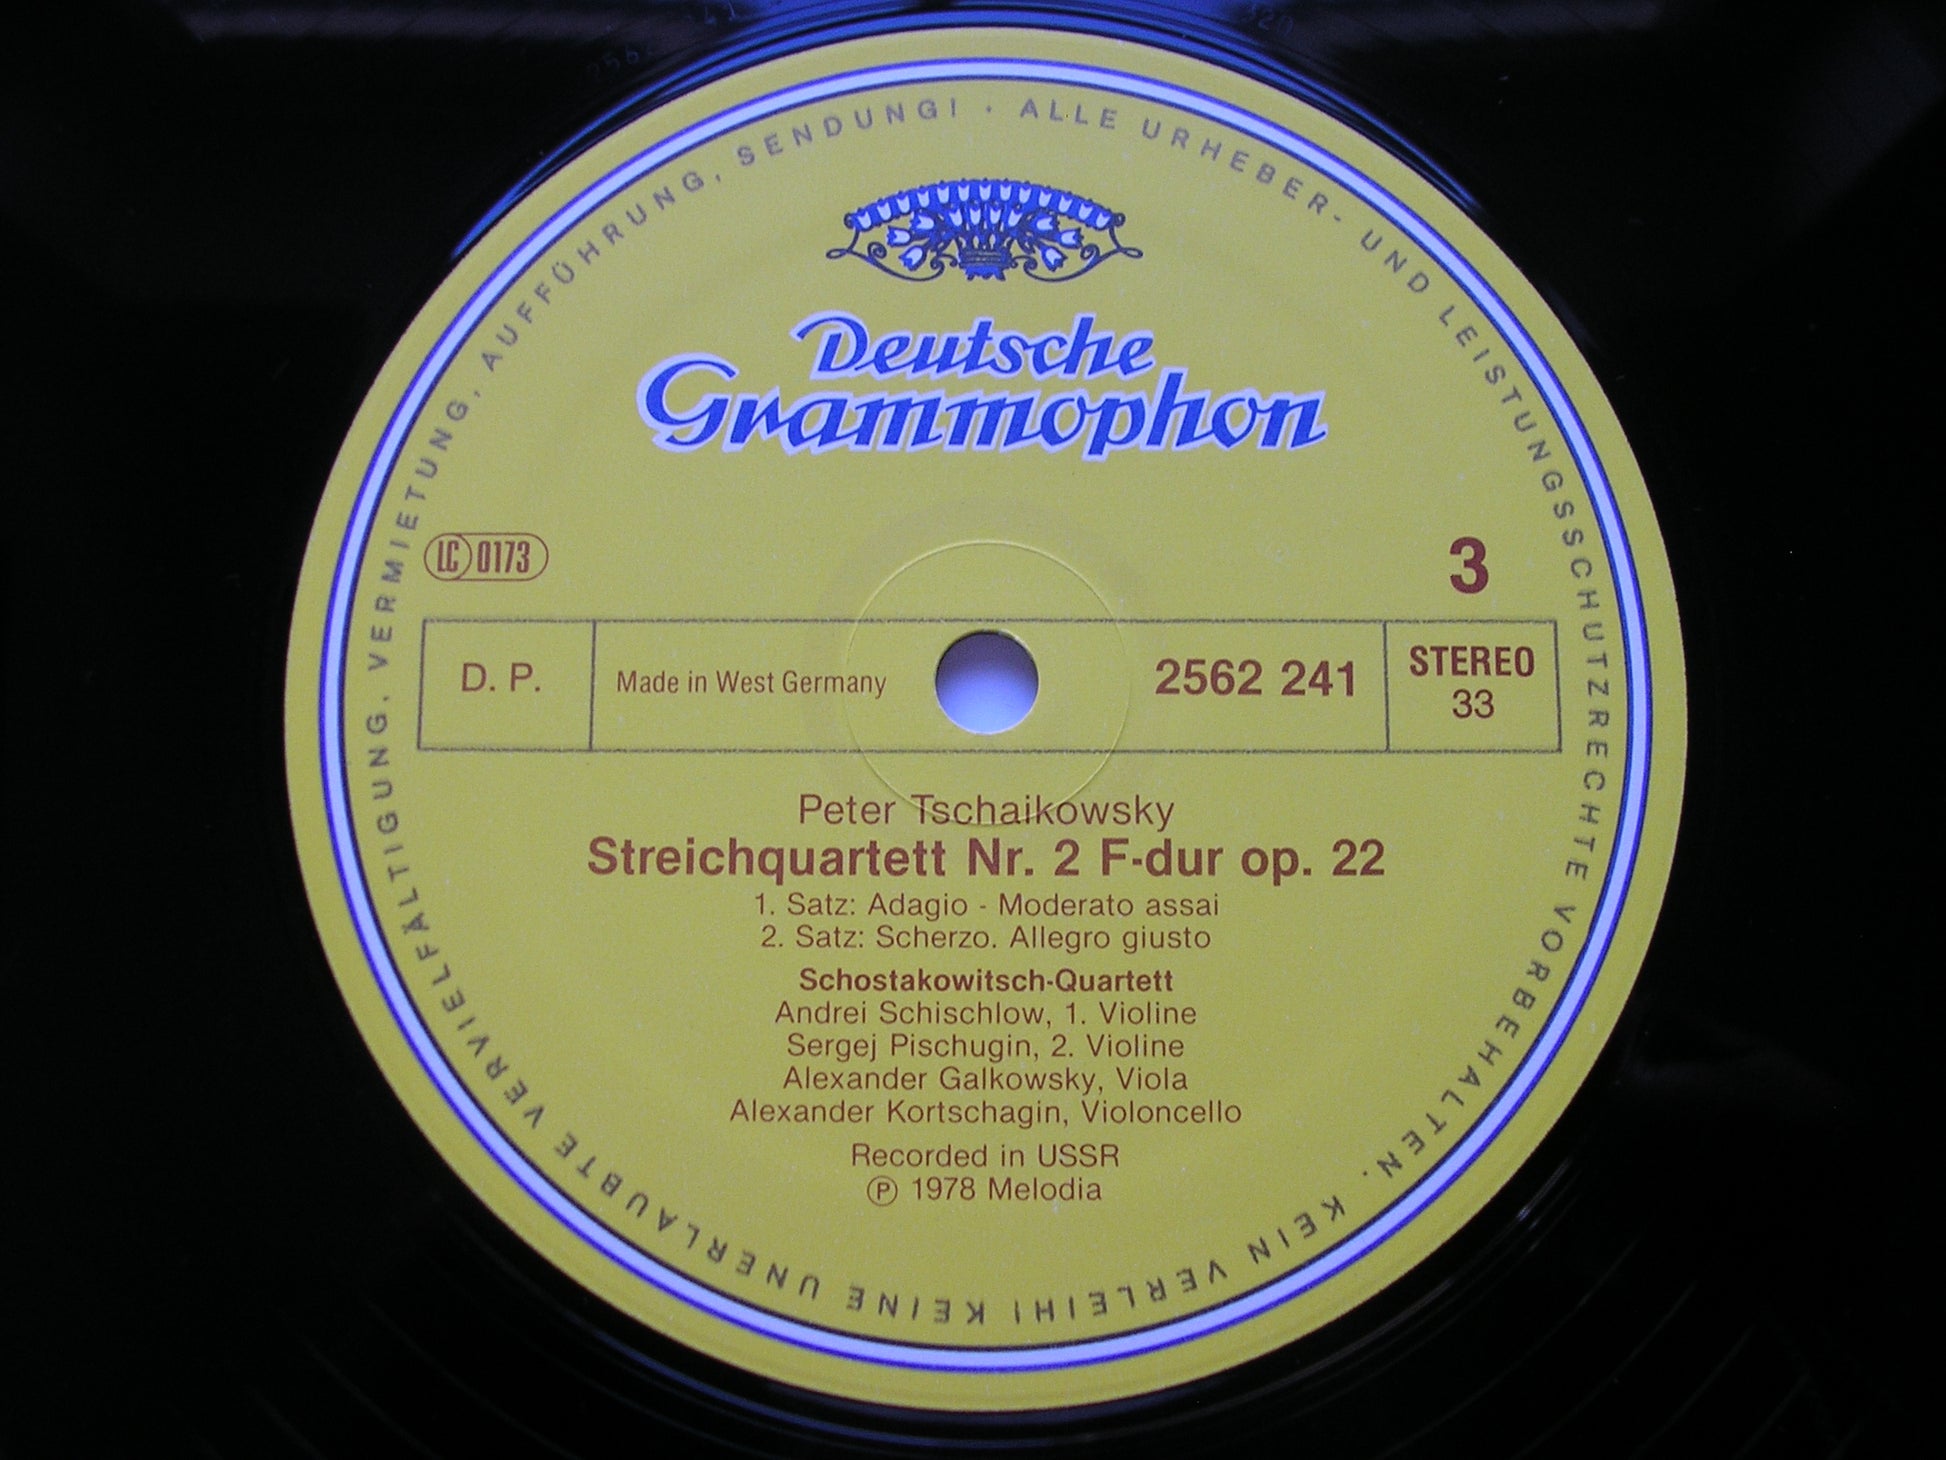 Deutsche
Grammophon
LC 0173
3
D. P.
Made in West Germany
2562 241
STEREO
33
Peter Tschaikowsky
Streichquartett Nr. 2 F-dur op. 22
1. Satz: Adagio - Moderato assai
2. Satz: Scherzo. Allegro giusto
Schostakowitsch-Quartett
Andrei Schischlow, 1. Violine
Sergej Pischugin, 2. Violine
Alexander Galkowsky, Viola
Alexander Kortschagin, Violoncello
Recorded in USSR
℗ 1978 Melodia
ALLE URHEBER- UND LEISTUNGSSCHUTZRECHTE VORBEHALTEN. KEIN VERLEIH! KEINE UNERLAUBTE VERVIELFÄLTIGUNG. VERMIETUNG, AUFFÜHRUNG, SENDUNG! ·